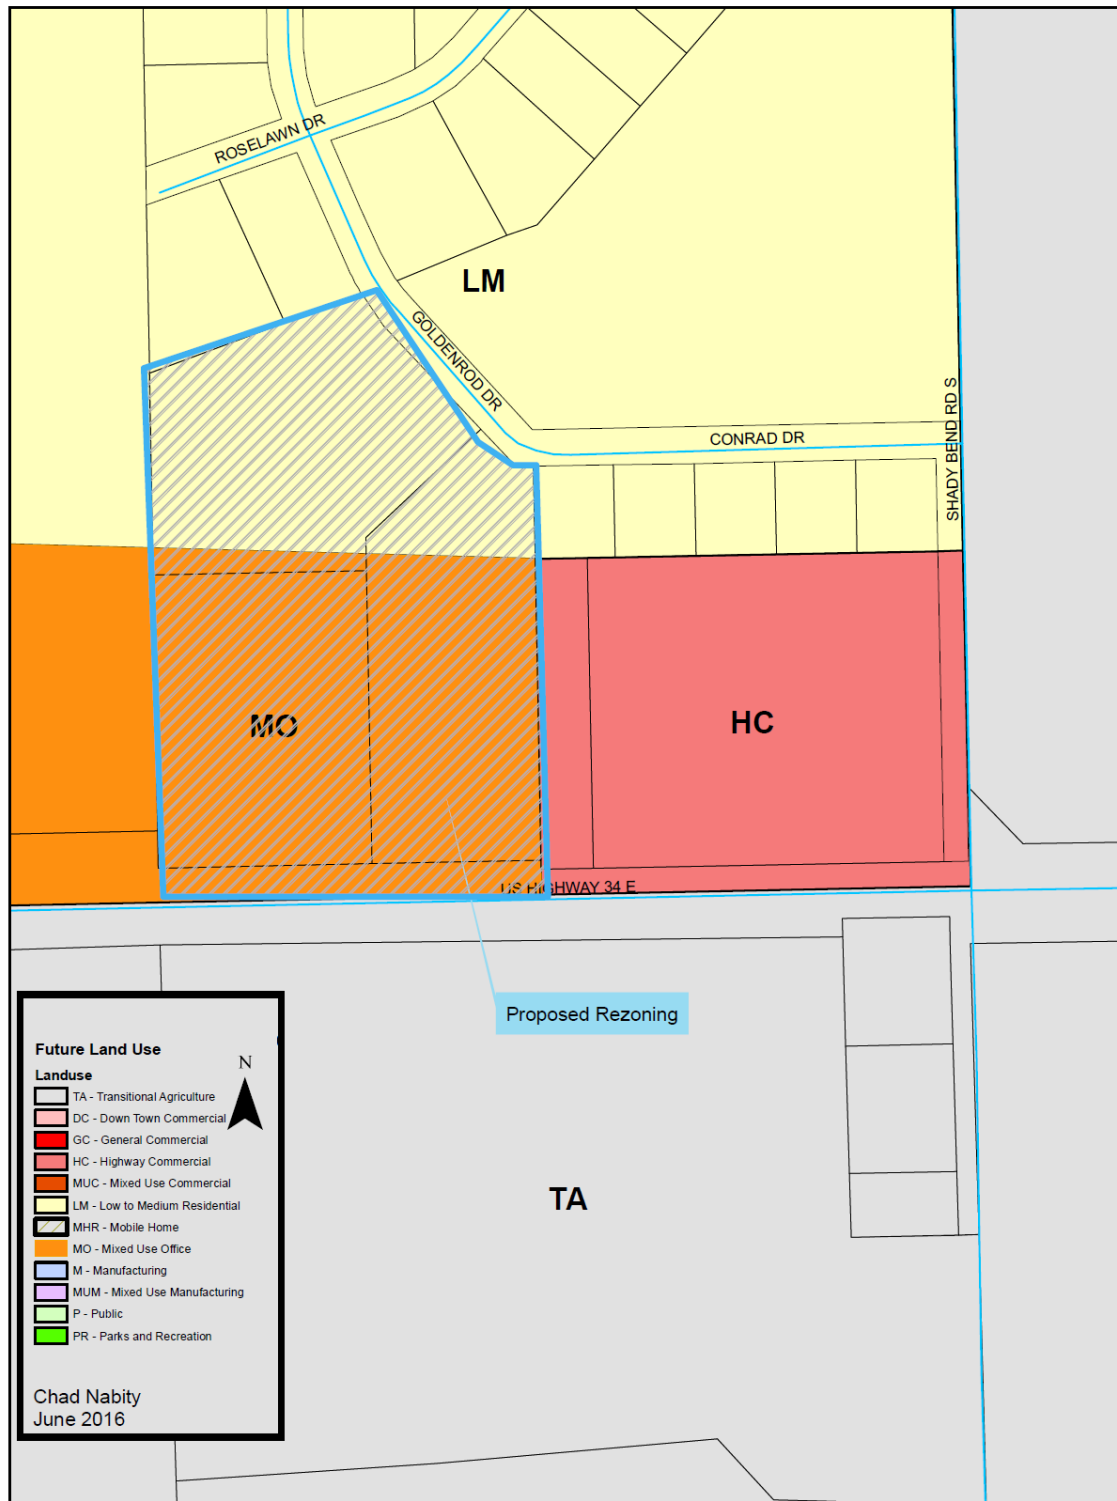 ROSELAWN DR
LM
GOLDENROD DR
SHADY BEND RD S
CONRAD DR
MO
HC
US HIGHWAY 34 E
Proposed Rezoning
Future Land Use
N
Landuse
TA - Transitional Agriculture
DC - Down Town Commercial
GC - General Commercial
HC - Highway Commercial
MUC - Mixed Use Commercial
LM - Low to Medium Residential
MHR - Mobile Home
MO - Mixed Use Office
M - Manufacturing
MUM - Mixed Use Manufacturing
P - Public
PR - Parks and Recreation
TA
Chad Nabity
June 2016